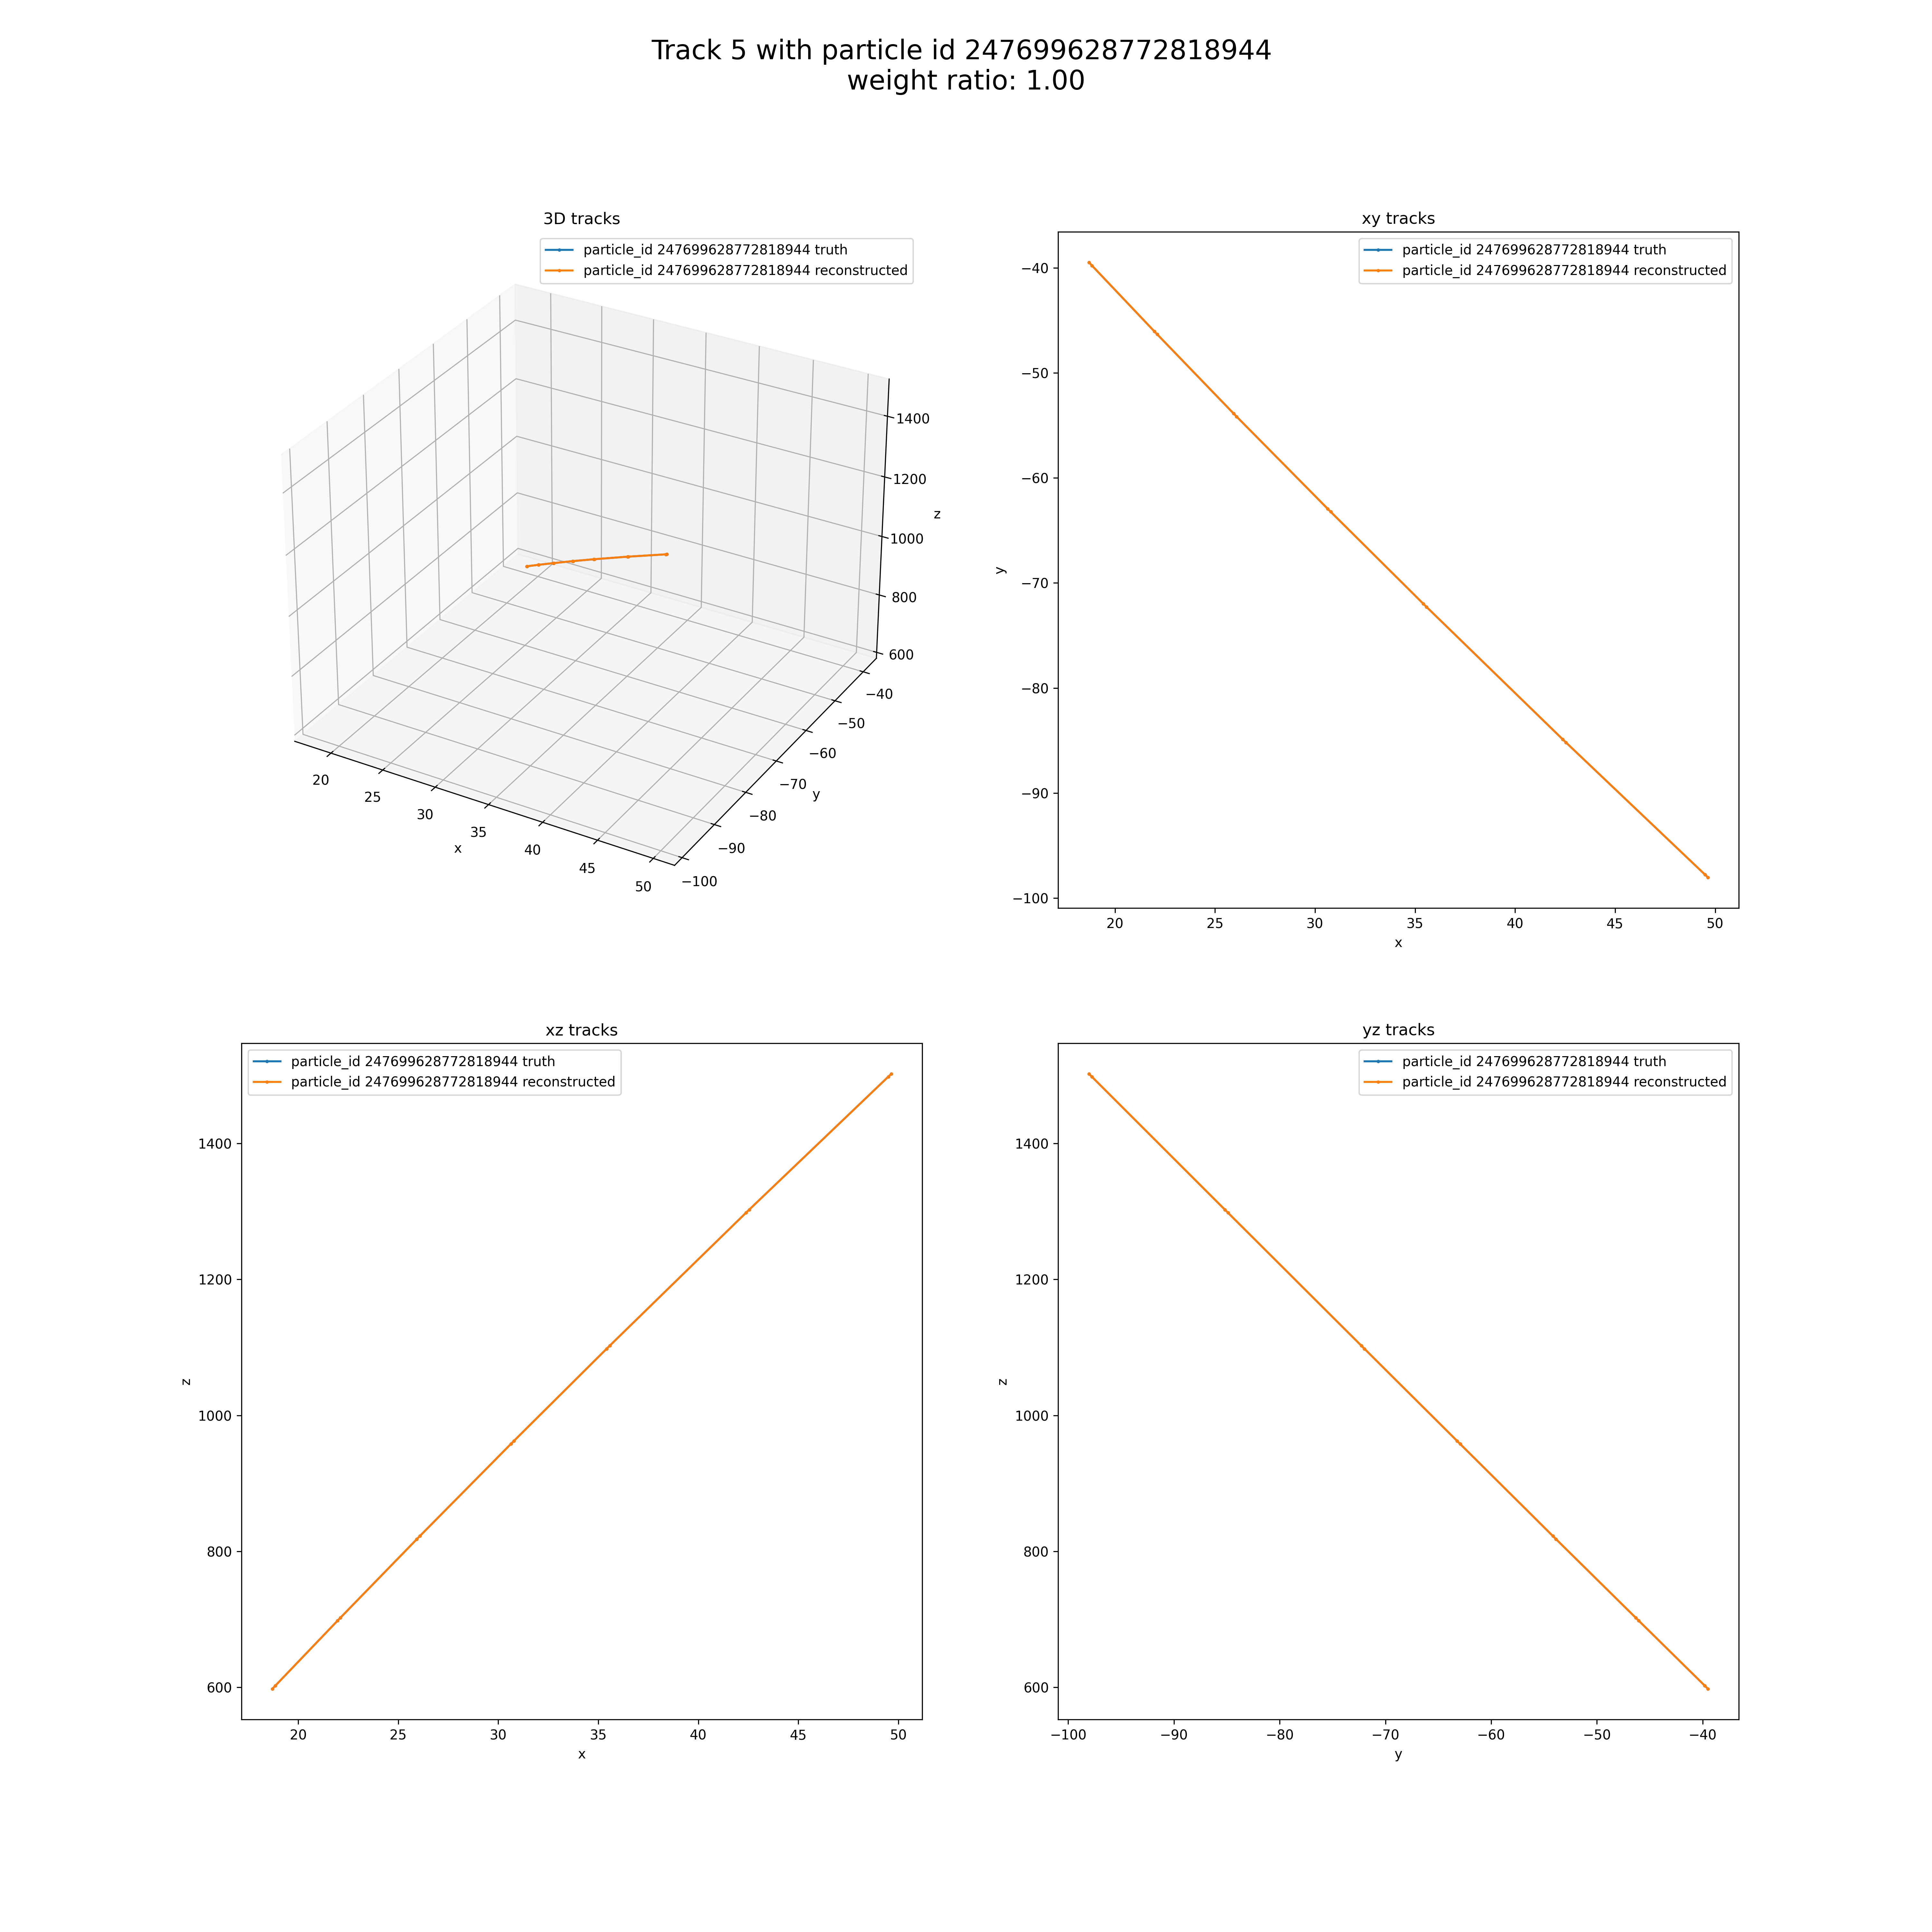 Track 5 with particle id 247699628772818944
weight ratio: 1.00
3D tracks
particle_id 247699628772818944 truth
particle_id 247699628772818944 reconstructed
1400
1200
z
1000
800
600
−40
−50
−60
−70
y
−80
−90
−100
20
25
30
35
x
40
45
50
xy tracks
particle_id 247699628772818944 truth
particle_id 247699628772818944 reconstructed
−40
−50
−60
y
−70
−80
−90
−100
20 25 30 35 40 45 50
x
xz tracks
particle_id 247699628772818944 truth
particle_id 247699628772818944 reconstructed
1400
1200
z
1000
800
600
20 25 30 35 40 45 50
x
yz tracks
particle_id 247699628772818944 truth
particle_id 247699628772818944 reconstructed
1400
1200
z
1000
800
600
−100 −90 −80 −70 −60 −50 −40
y